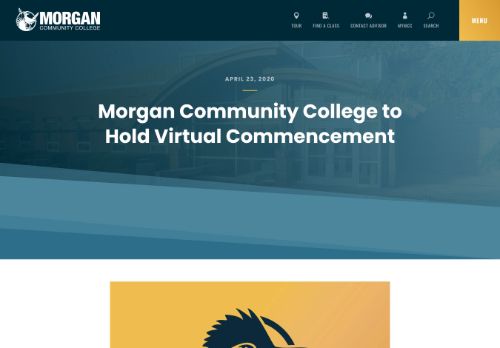 MORGAN
COMMUNITY COLLEGE
TOUR
FIND A CLASS
CONTACT ADVISOR
MYMCC
SEARCH
MENU
APRIL 23, 2020
Morgan Community College to
Hold Virtual Commencement